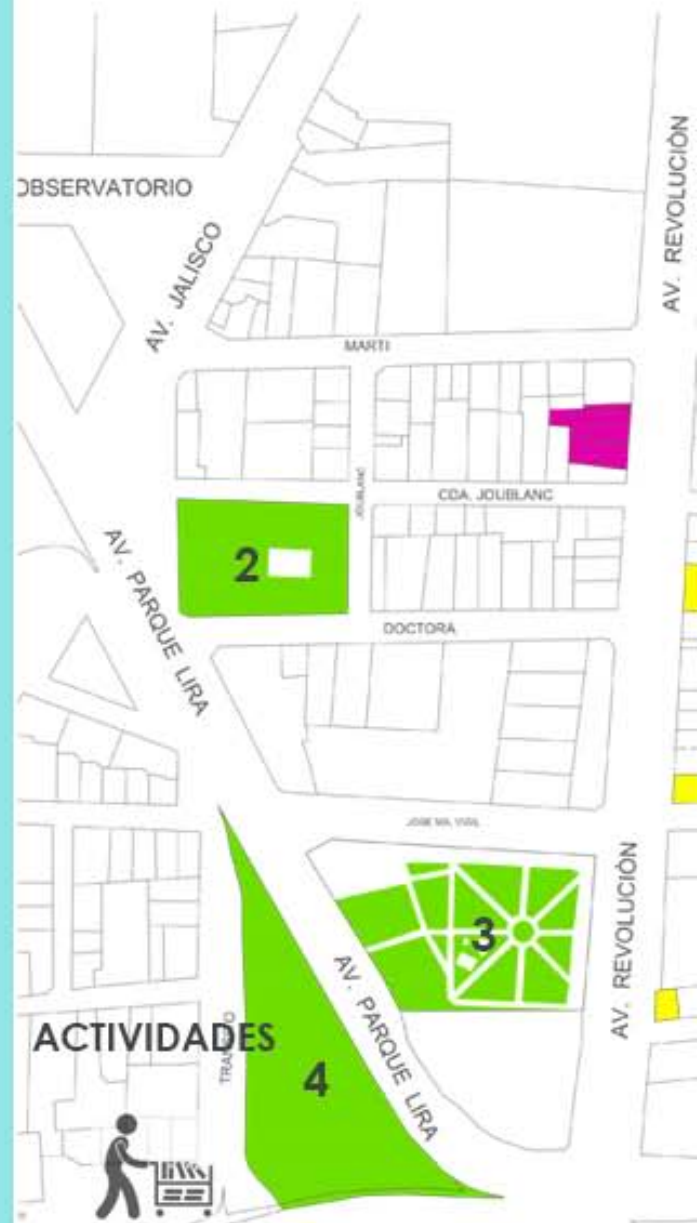 OBSERVATORIO
AV. JALISCO
AV. REVOLUCIÓN
MARTI
JOUBLANC
CDA. JOUBLANC
2
AV. PARQUE LIRA
DOCTORA
JOSE MA. VIGIL
3
AV. REVOLUCIÓN
AV. PARQUE LIRA
ACTIVIDADES
4